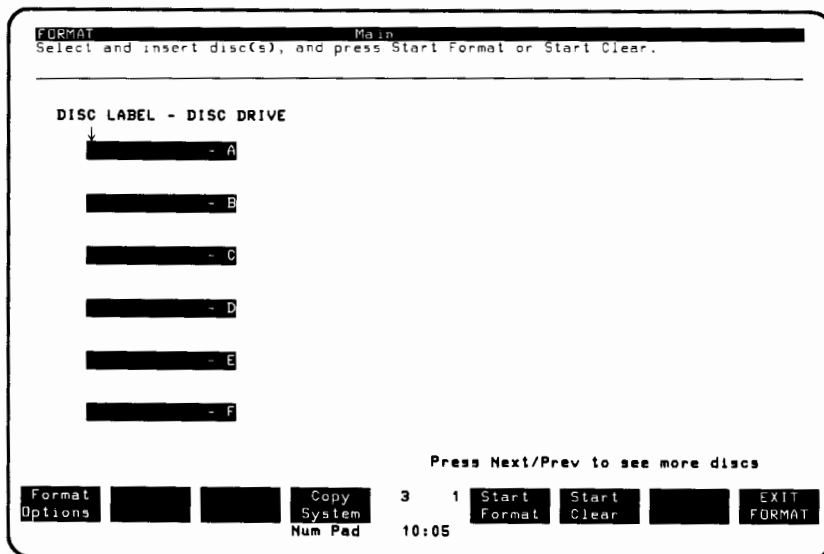 FORMAT Main
Select and insert disc(s), and press Start Format or Start Clear.
DISC LABEL - DISC DRIVE
- A
- B
- C
- D
- E
- F
Press Next/Prev to see more discs
Format Options
Copy System
3 1
Start Format
Start Clear
EXIT FORMAT
Num Pad 10:05